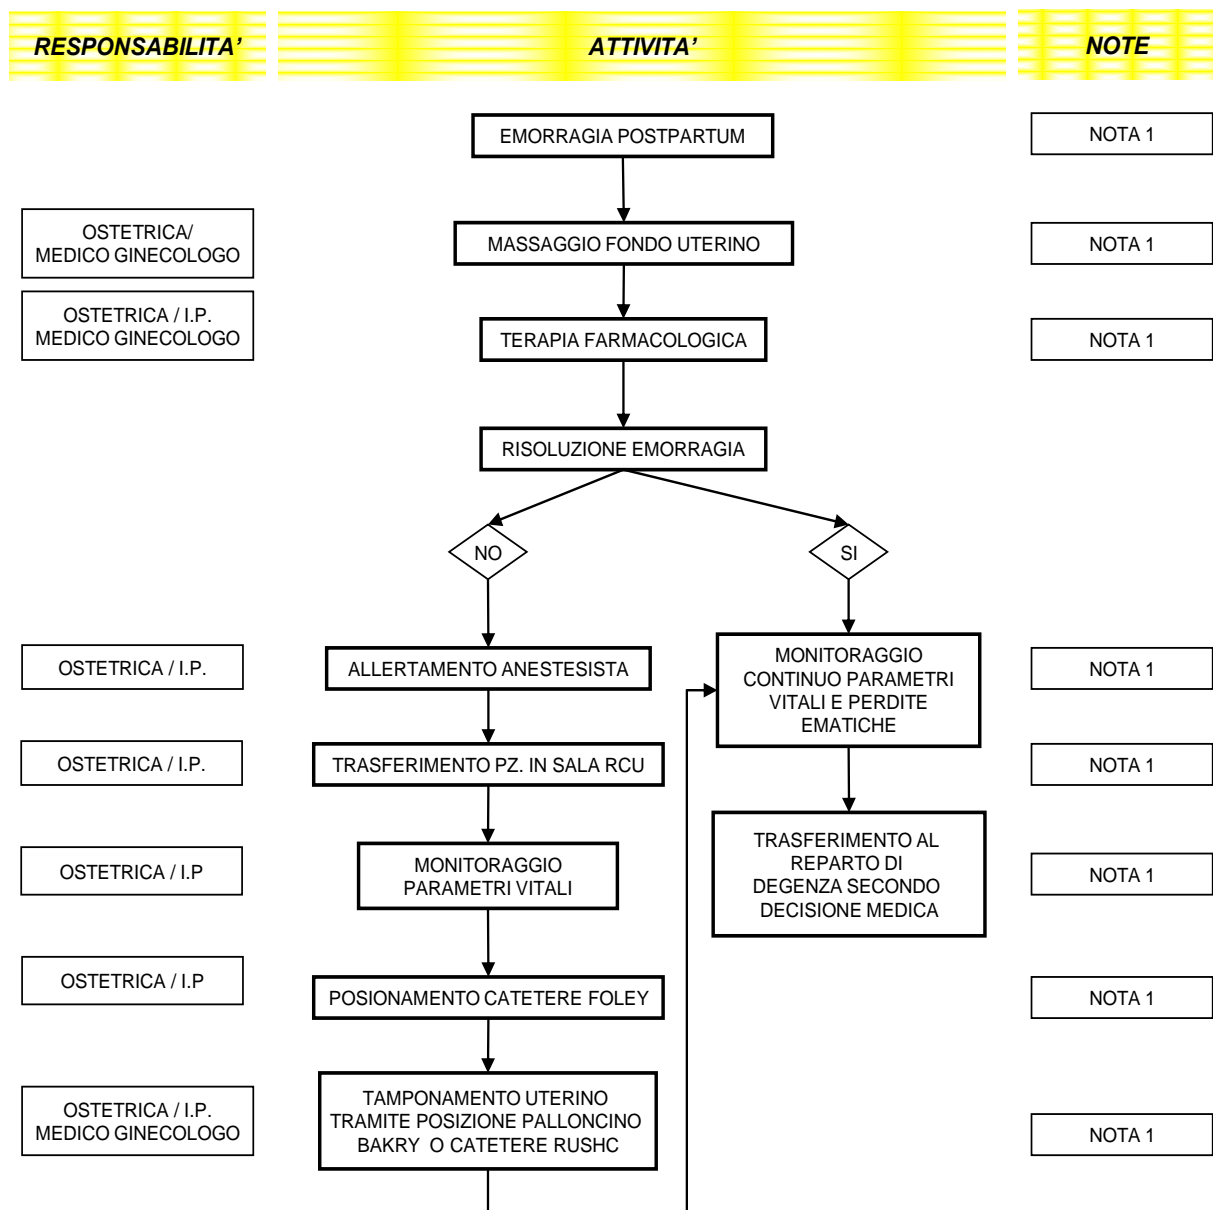 RESPONSABILITA’
ATTIVITA’
NOTE
EMORRAGIA POSTPARTUM
NOTA 1
OSTETRICA/
MEDICO GINECOLOGO
MASSAGGIO FONDO UTERINO
NOTA 1
OSTETRICA / I.P.
MEDICO GINECOLOGO
TERAPIA FARMACOLOGICA
NOTA 1
RISOLUZIONE EMORRAGIA
NO
SI
OSTETRICA / I.P.
ALLERTAMENTO ANESTESISTA
MONITORAGGIO
CONTINUO PARAMETRI
VITALI E PERDITE
EMATICHE
NOTA 1
OSTETRICA / I.P.
TRASFERIMENTO PZ. IN SALA RCU
NOTA 1
OSTETRICA / I.P
MONITORAGGIO
PARAMETRI VITALI
TRASFERIMENTO AL
REPARTO DI
DEGENZA SECONDO
DECISIONE MEDICA
NOTA 1
OSTETRICA / I.P
POSIONAMENTO CATETERE FOLEY
NOTA 1
OSTETRICA / I.P.
MEDICO GINECOLOGO
TAMPONAMENTO UTERINO
TRAMITE POSIZIONE PALLONCINO
BAKRY O CATETERE RUSHC
NOTA 1